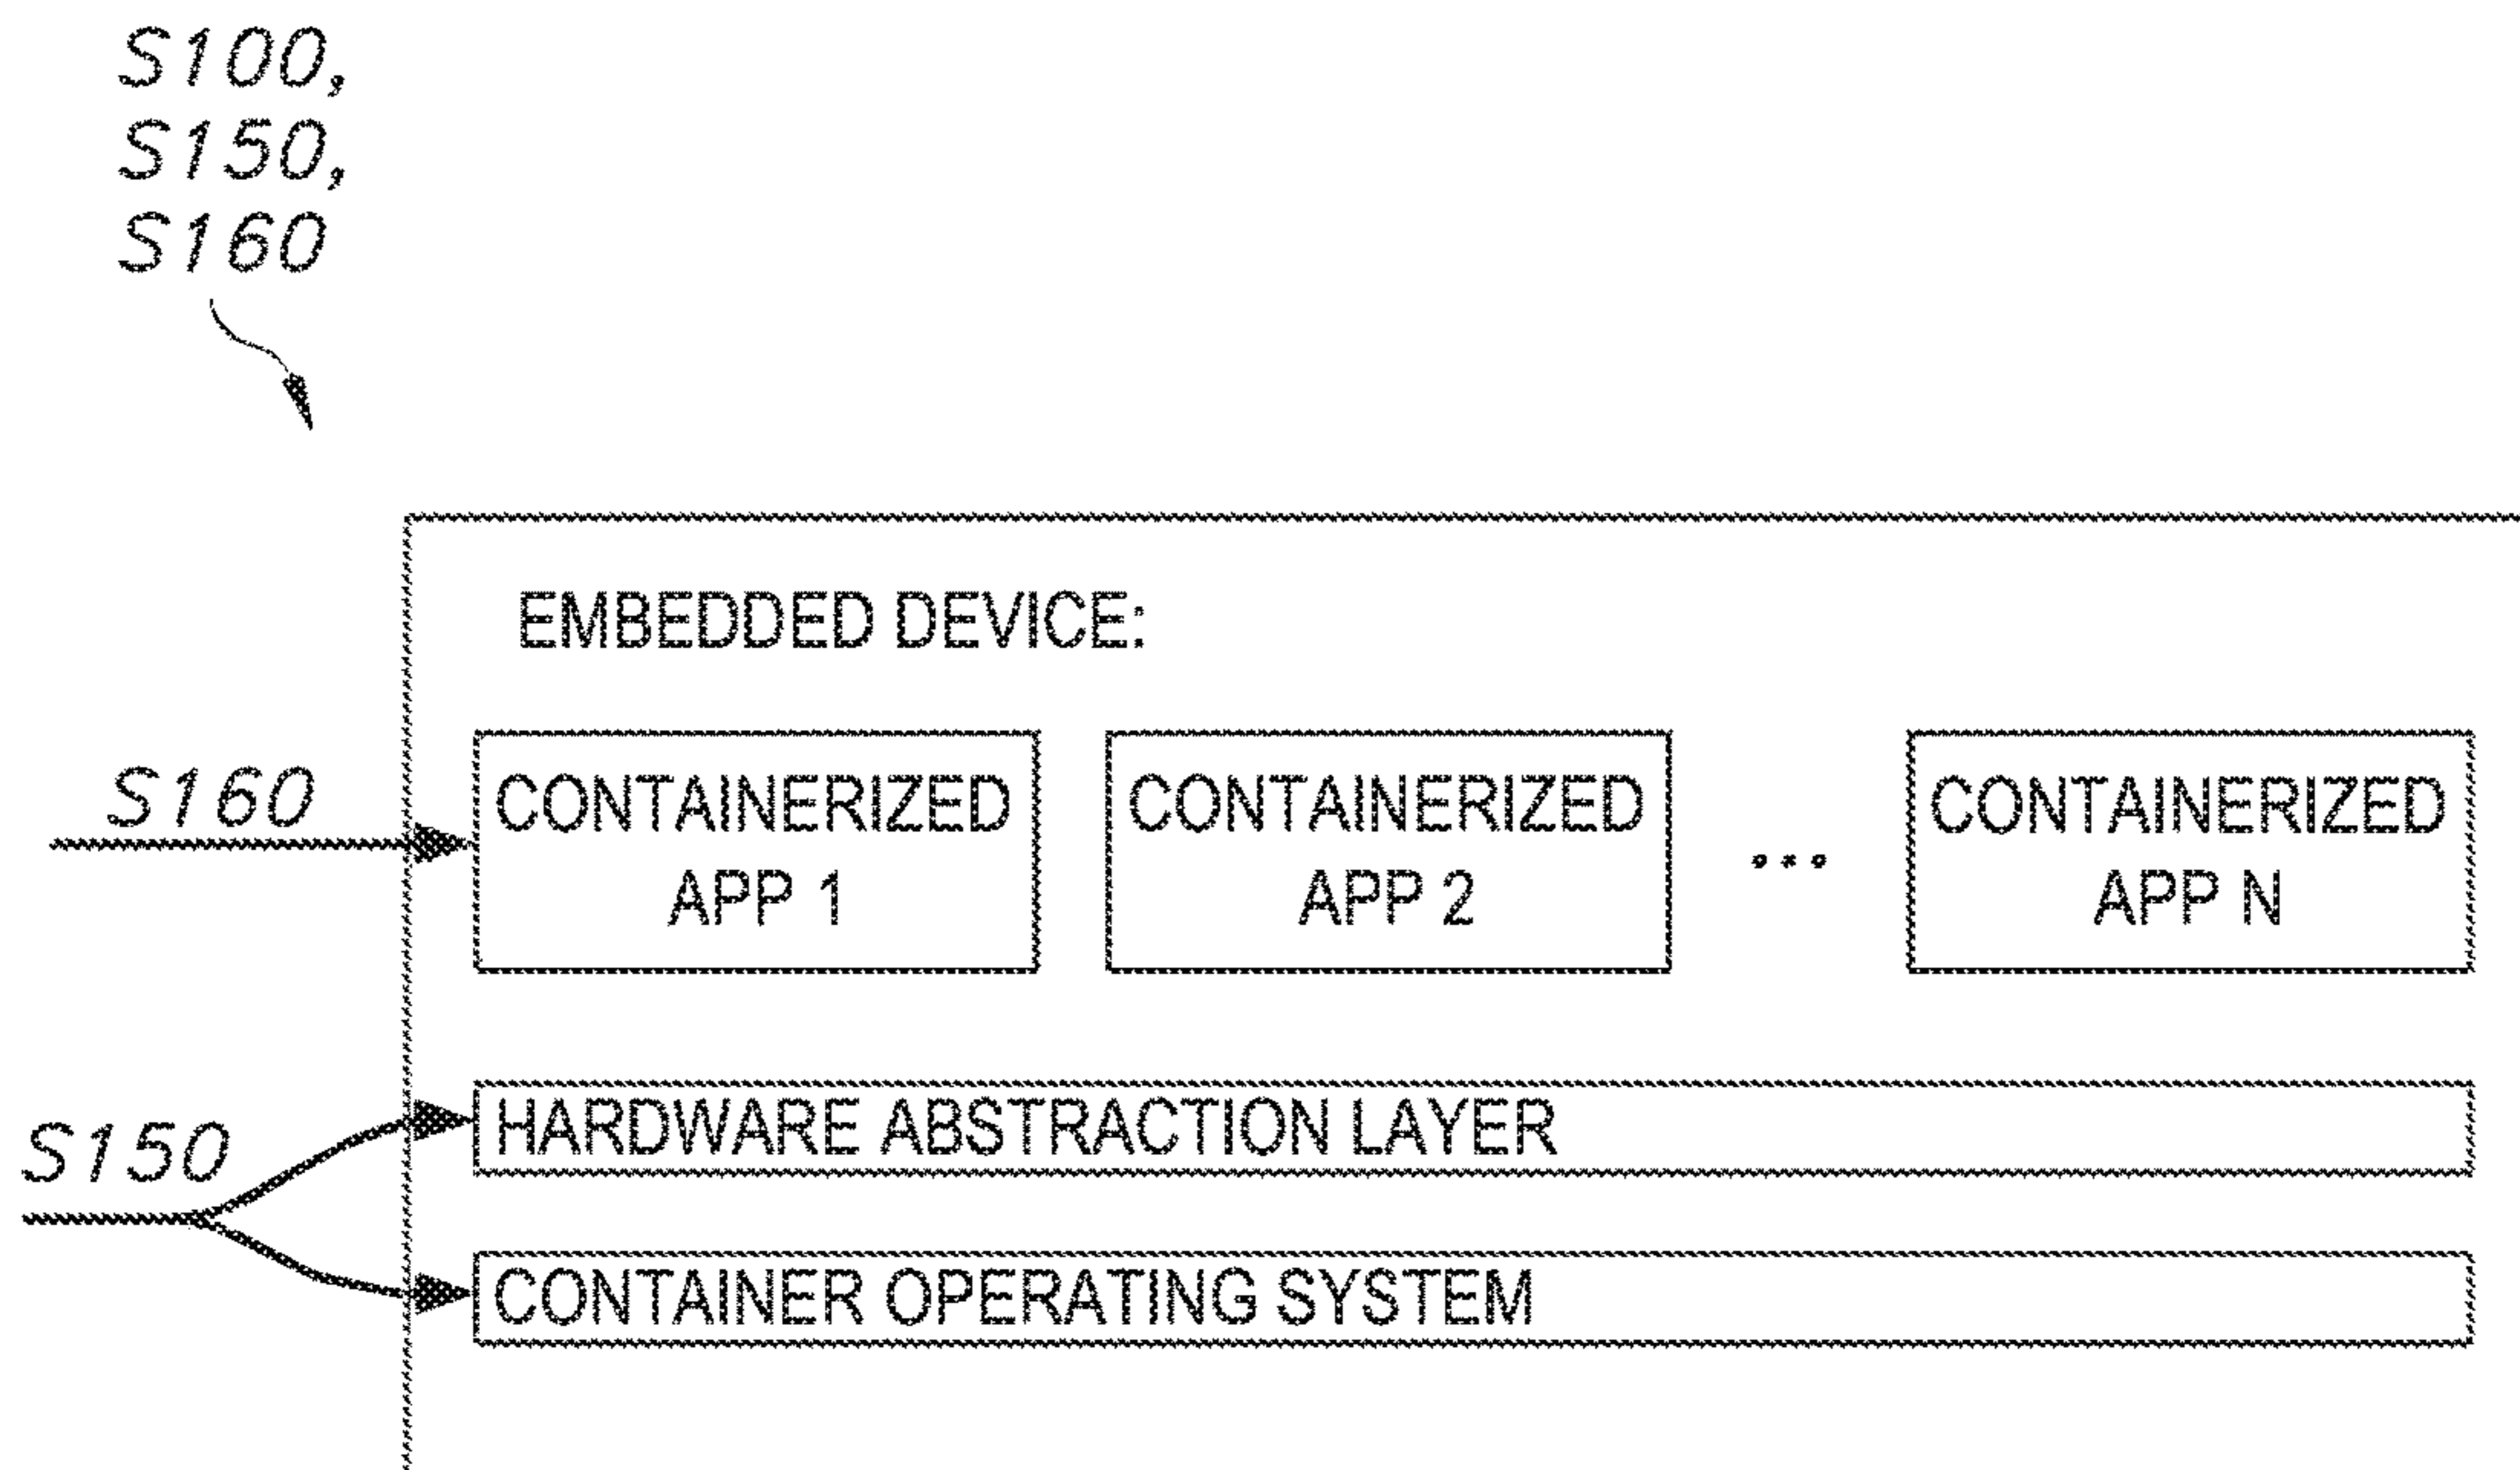 S100,
S150,
S160
EMBEDDED DEVICE:
S160
CONTAINERIZED
APP 1
CONTAINERIZED
APP 2
...
CONTAINERIZED
APP N
S150
HARDWARE ABSTRACTION LAYER
CONTAINER OPERATING SYSTEM